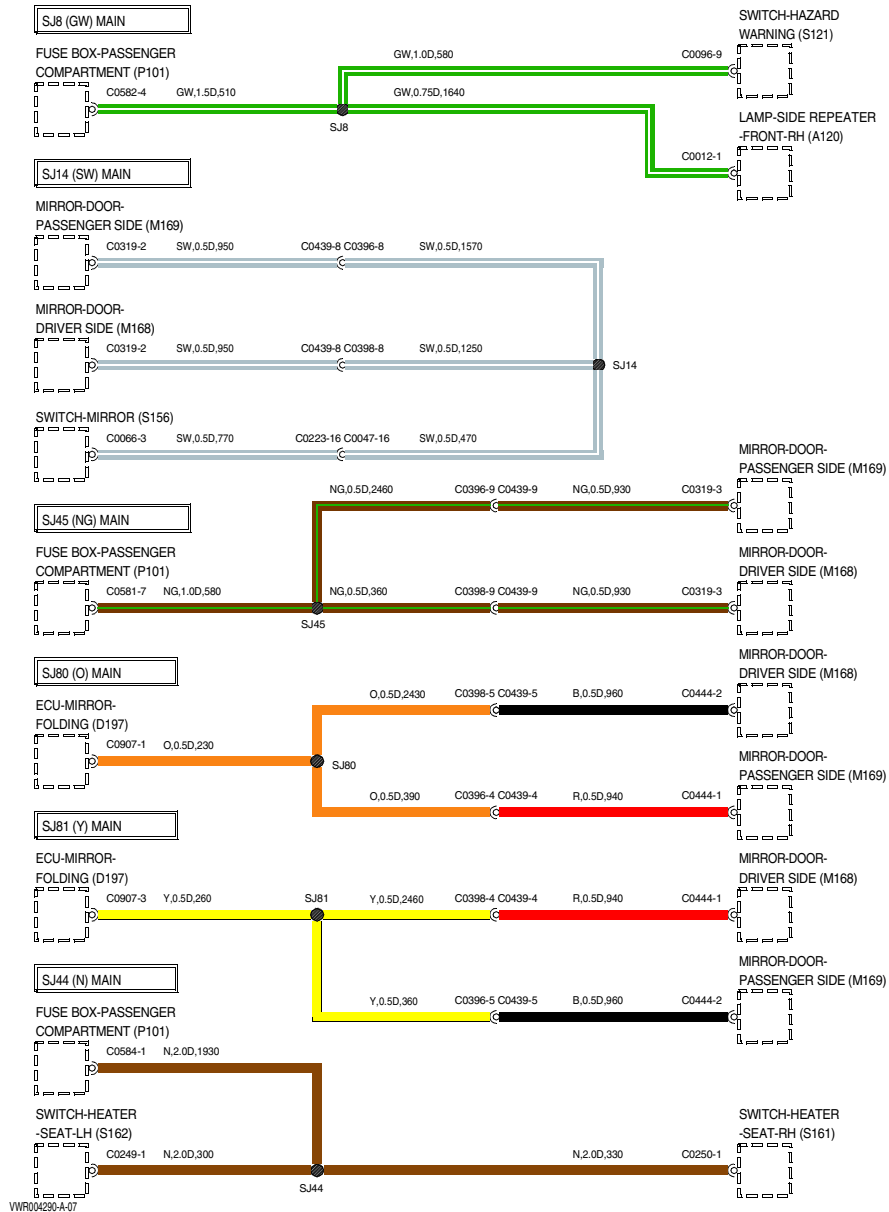 SJ8 (GW) MAIN
SWITCH-HAZARD
WARNING (S121)
FUSE BOX-PASSENGER
COMPARTMENT (P101)
GW,1.0D,580
C0096-9
C0582-4
GW,1.5D,510
GW,0.75D,1640
SJ8
LAMP-SIDE REPEATER
-FRONT-RH (A120)
C0012-1
SJ14 (SW) MAIN
MIRROR-DOOR-
PASSENGER SIDE (M169)
C0319-2
SW,0.5D,950
C0439-8 C0396-8
SW,0.5D,1570
MIRROR-DOOR-
DRIVER SIDE (M168)
C0319-2
SW,0.5D,950
C0439-8 C0398-8
SW,0.5D,1250
SJ14
SWITCH-MIRROR (S156)
C0066-3
SW,0.5D,770
C0223-16 C0047-16
SW,0.5D,470
MIRROR-DOOR-
PASSENGER SIDE (M169)
NG,0.5D,2460
C0396-9 C0439-9
NG,0.5D,930
C0319-3
SJ45 (NG) MAIN
FUSE BOX-PASSENGER
COMPARTMENT (P101)
MIRROR-DOOR-
DRIVER SIDE (M168)
C0581-7
NG,1.0D,580
NG,0.5D,360
C0398-9 C0439-9
NG,0.5D,930
C0319-3
SJ45
SJ80 (O) MAIN
MIRROR-DOOR-
DRIVER SIDE (M168)
O,0.5D,2430
C0398-5 C0439-5
B,0.5D,960
C0444-2
ECU-MIRROR-
FOLDING (D197)
C0907-1
O,0.5D,230
SJ80
MIRROR-DOOR-
PASSENGER SIDE (M169)
O,0.5D,390
C0396-4 C0439-4
R,0.5D,940
C0444-1
SJ81 (Y) MAIN
ECU-MIRROR-
FOLDING (D197)
MIRROR-DOOR-
DRIVER SIDE (M168)
C0907-3
Y,0.5D,260
SJ81
Y,0.5D,2460
C0398-4 C0439-4
R,0.5D,940
C0444-1
SJ44 (N) MAIN
MIRROR-DOOR-
PASSENGER SIDE (M169)
Y,0.5D,360
C0396-5 C0439-5
B,0.5D,960
C0444-2
FUSE BOX-PASSENGER
COMPARTMENT (P101)
C0584-1
N,2.0D,1930
SWITCH-HEATER
-SEAT-LH (S162)
SWITCH-HEATER
-SEAT-RH (S161)
C0249-1
N,2.0D,300
N,2.0D,330
C0250-1
SJ44
VWR004290-A-07